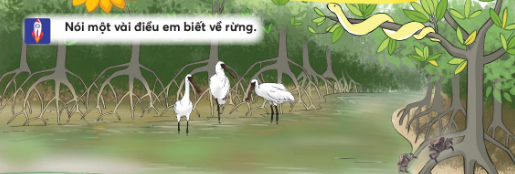 Nói một vài điều em biết về rừng.